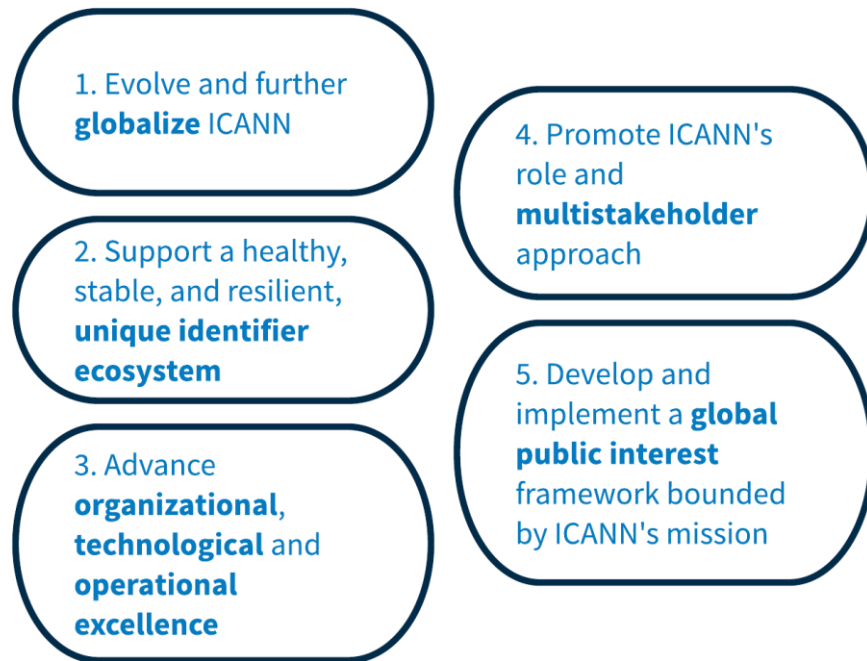 1. Evolve and further
globalize ICANN
2. Support a healthy,
stable, and resilient,
unique identifier
ecosystem
3. Advance
organizational,
technological and
operational
excellence
4. Promote ICANN's
role and
multistakeholder
approach
5. Develop and
implement a global
public interest
framework bounded
by ICANN's mission